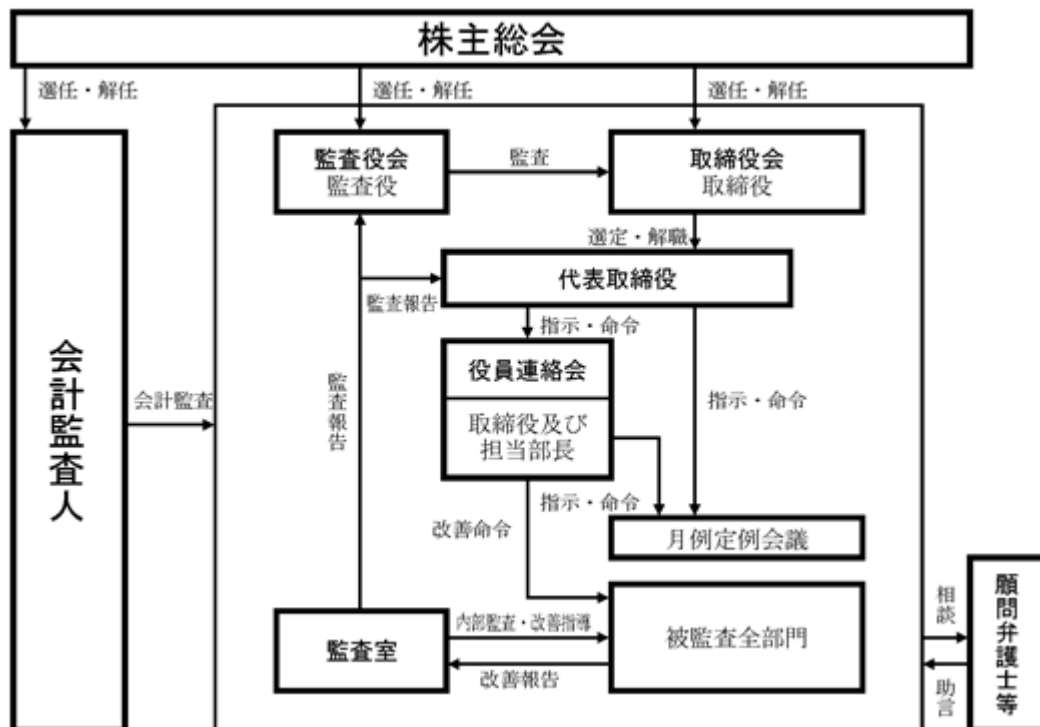 株主総会
選任・解任
選任・解任
選任・解任
監査役会
監査役
監査
取締役会
取締役
選定・解職
代表取締役
監査報告
指示・命令
役員連絡会
取締役及び
担当部長
指示・命令
監査報告
会計監査人
会計監査
指示・命令
改善命令
月例定例会議
監査室
内部監査・改善指導
改善報告
被監査全部門
相談
助言
顧問弁護士等